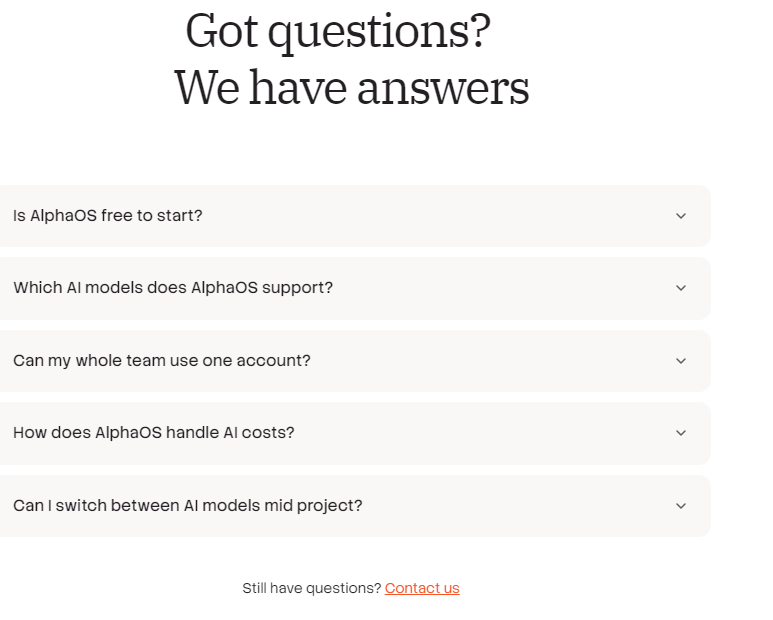 Got questions?
We have answers
Is AlphaOS free to start?
Which AI models does AlphaOS support?
Can my whole team use one account?
How does AlphaOS handle AI costs?
Can I switch between AI models mid project?
Still have questions? Contact us